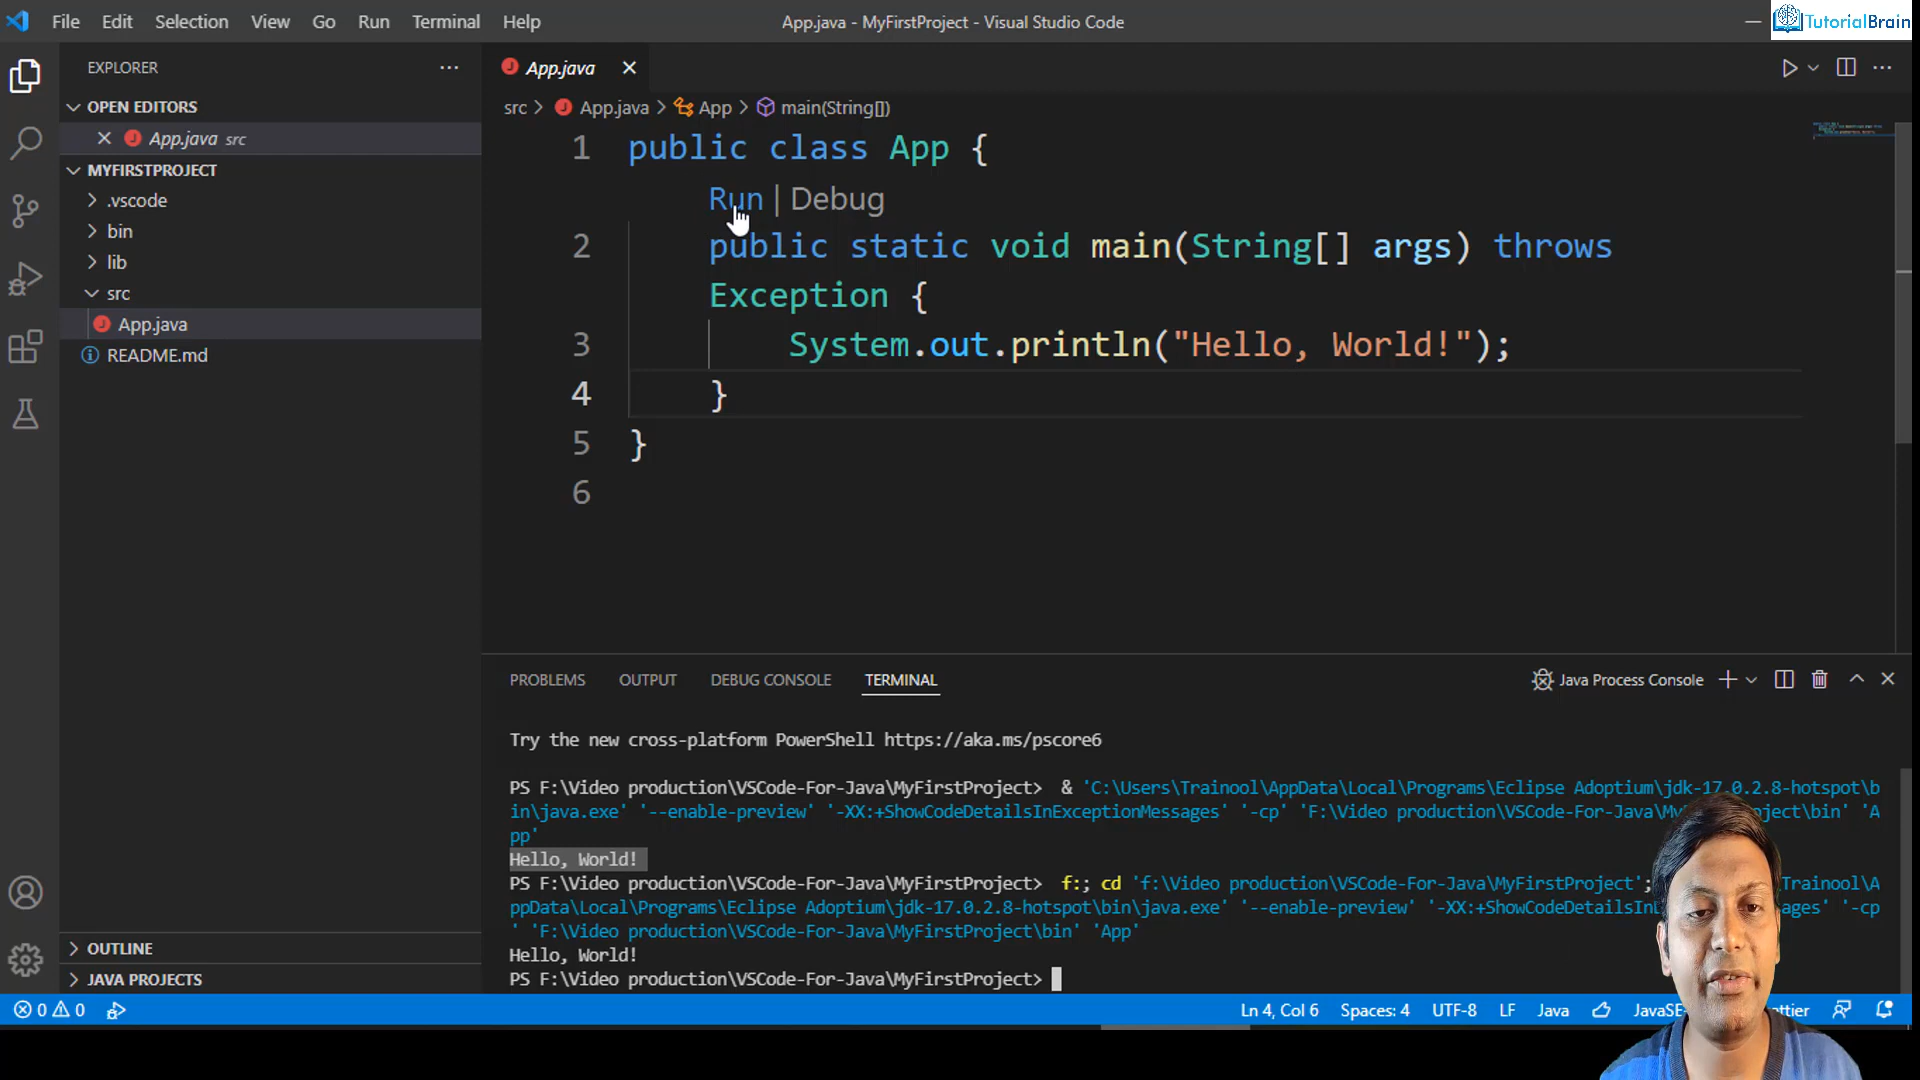 File Edit Selection View Go Run Terminal Help
App.java - MyFirstProject - Visual Studio Code
TutorialBrain
EXPLORER
OPEN EDITORS
App.java src
MYFIRSTPROJECT
.vscode
bin
lib
src
App.java
README.md
OUTLINE
JAVA PROJECTS
App.java
src > App.java > App > main(String[])
1 public class App {
Run | Debug
2 public static void main(String[] args) throws
Exception {
3 System.out.println("Hello, World!");
4 }
5 }
6
PROBLEMS OUTPUT DEBUG CONSOLE TERMINAL
Java Process Console
Try the new cross-platform PowerShell https://aka.ms/pscore6
PS F:\Video production\VSCode-For-Java\MyFirstProject> & 'C:\Users\Trainool\AppData\Local\Programs\Eclipse Adoptium\jdk-17.0.2.8-hotspot\b
in\java.exe' '--enable-preview' '-XX:+ShowCodeDetailsInExceptionMessages' '-cp' 'F:\Video production\VSCode-For-Java\M ject\bin' 'A
pp'
Hello, World!
PS F:\Video production\VSCode-For-Java\MyFirstProject> f:; cd 'f:\Video production\VSCode-For-Java\MyFirstProject'; Trainool\A
ppData\Local\Programs\Eclipse Adoptium\jdk-17.0.2.8-hotspot\bin\java.exe' '--enable-preview' '-XX:+ShowCodeDetailsIn ages' '-cp
' 'F:\Video production\VSCode-For-Java\MyFirstProject\bin' 'App'
Hello, World!
PS F:\Video production\VSCode-For-Java\MyFirstProject>
0 0
Ln 4, Col 6 Spaces: 4 UTF-8 LF Java JavaSE- ttier